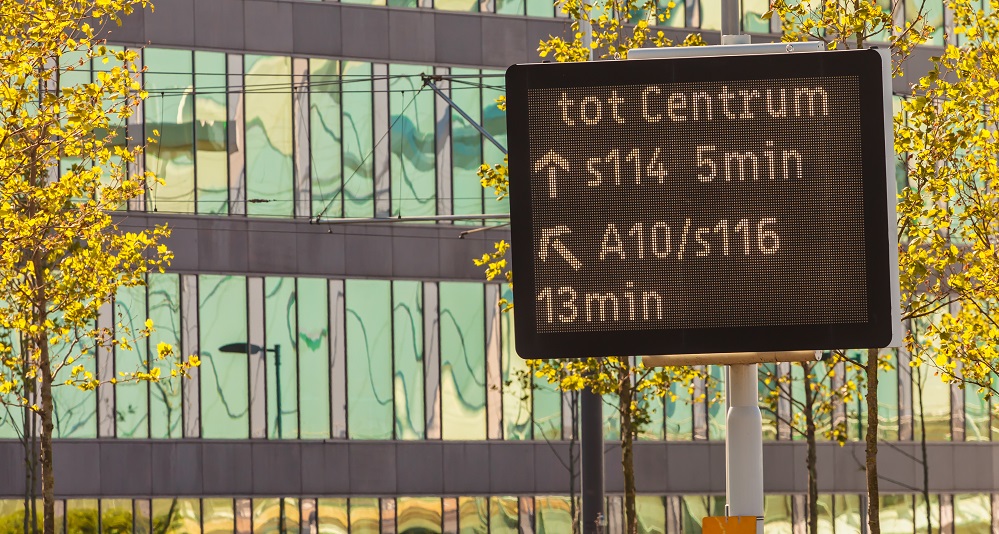 tot Centrum
↑ s114 5min
↖ A10/s116
13min